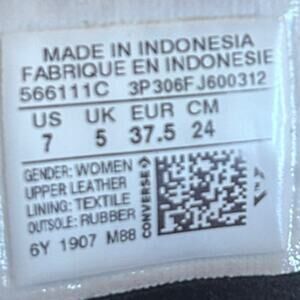 MADE IN INDONESIA
FABRIQUE EN INDONESIE
566111C 3P306FJ600312
US UK EUR CM
7 5 37.5 24
GENDER: WOMEN
UPPER LEATHER
LINING: TEXTILE
OUTSOLE: RUBBER
6Y 1907 M88
CONVERSE